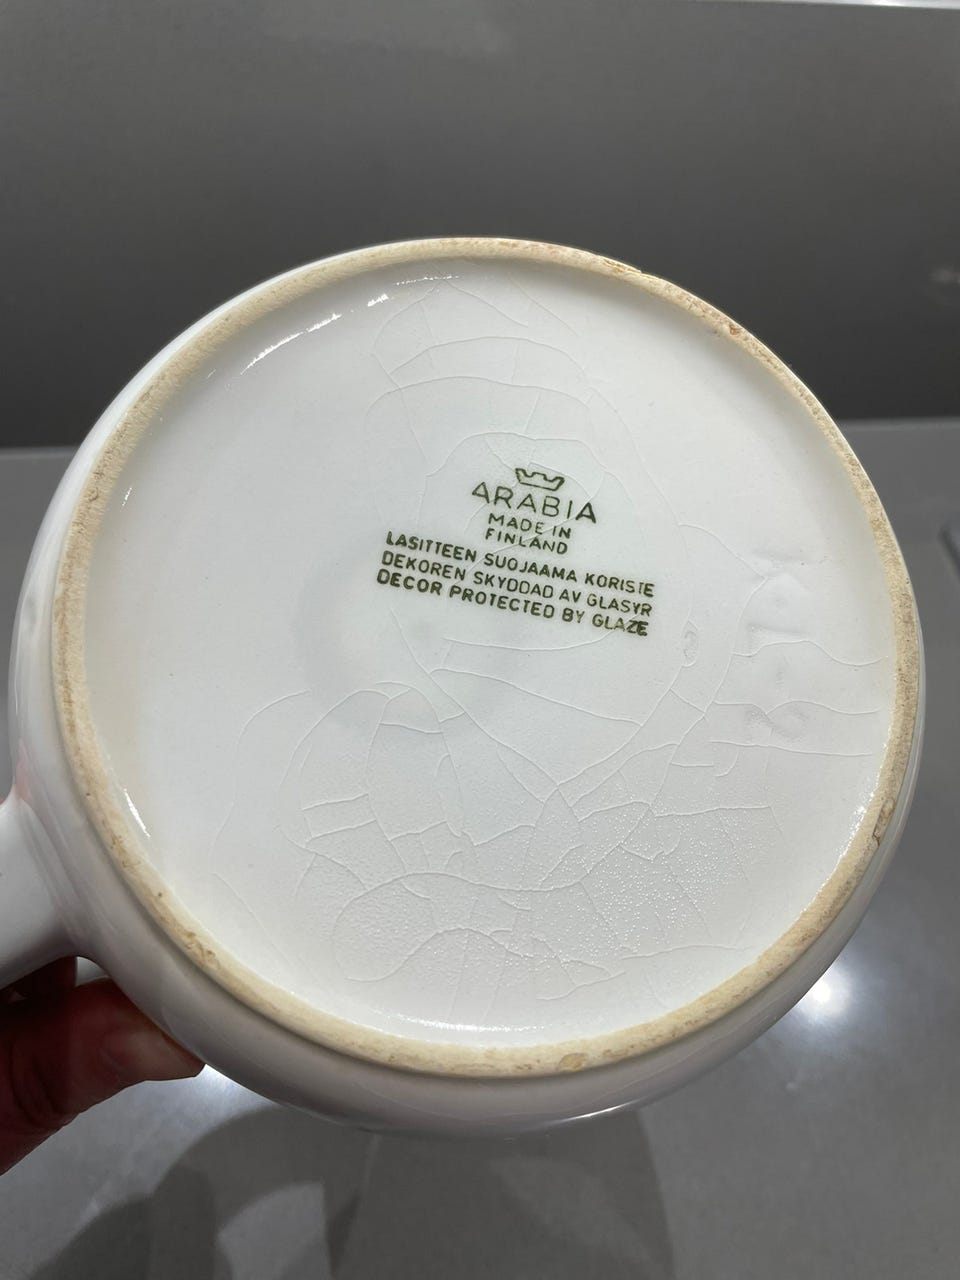 ARABIA
MADE IN
FINLAND
LASITTEEN SUOJAAMA KORISTE
DEKOREN SKYDDAD AV GLASYR
DECOR PROTECTED BY GLAZE